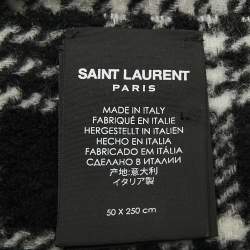 SAINT LAURENT
PARIS
MADE IN ITALY
FABRIQUÉ EN ITALIE
HERGESTELLT IN ITALIEN
HECHO EN ITALIA
FABRICADO EM ITÁLIA
СДЕЛАНО В ИТАЛИИ
产地:意大利
イタリア製
50 X 250 cm